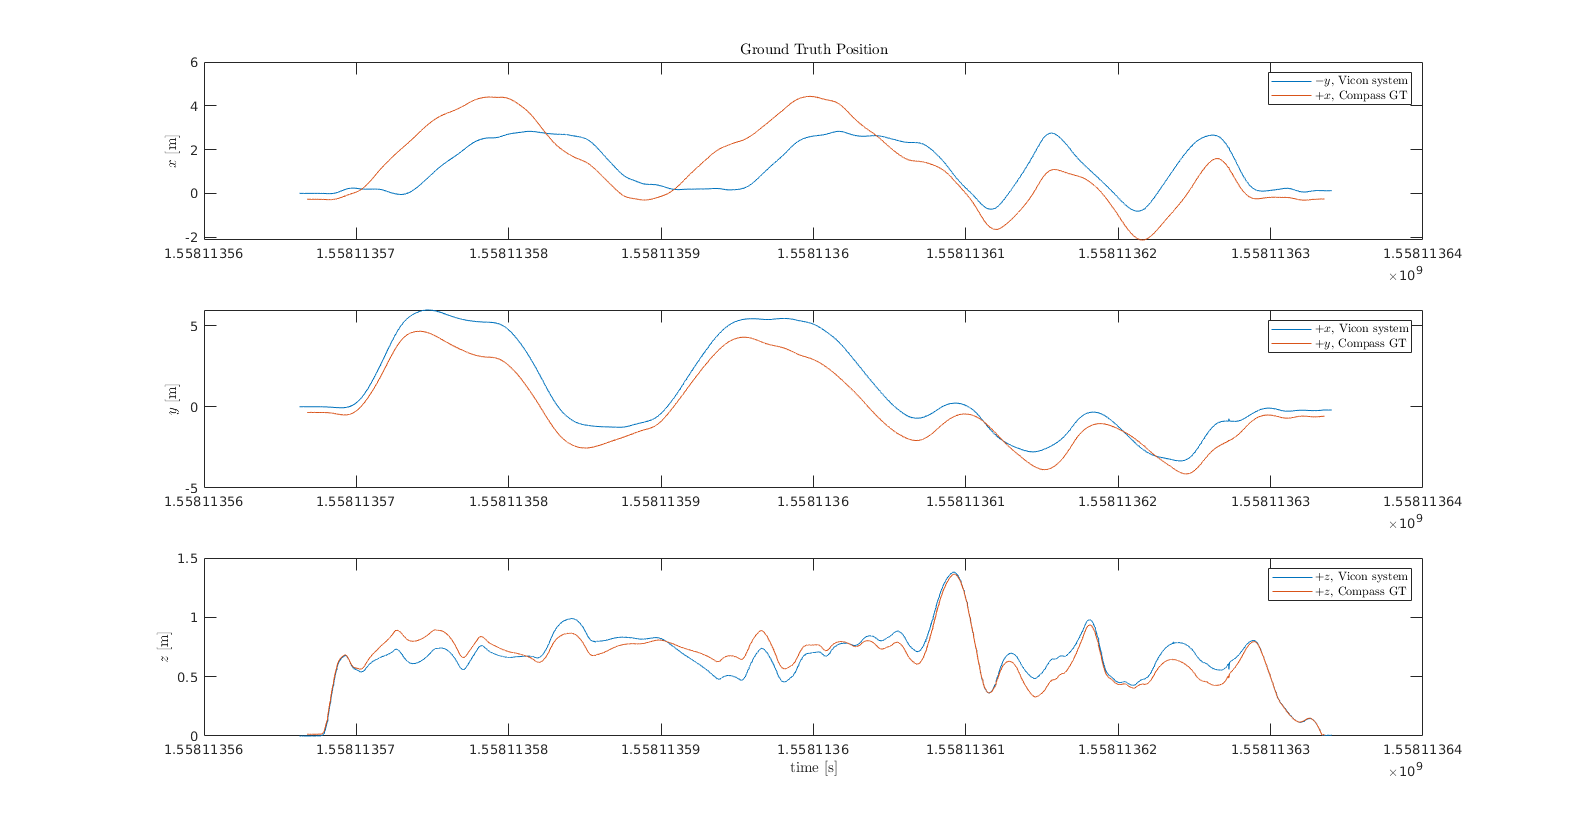 Ground Truth Position
6
4
2
0
-2
x [m]
−y, Vicon system
+x, Compass GT
1.55811356 1.55811357 1.55811358 1.55811359 1.5581136 1.55811361 1.55811362 1.55811363 1.55811364
×10^9
5
0
-5
y [m]
+x, Vicon system
+y, Compass GT
1.55811356 1.55811357 1.55811358 1.55811359 1.5581136 1.55811361 1.55811362 1.55811363 1.55811364
×10^9
1.5
1
0.5
0
z [m]
+z, Vicon system
+z, Compass GT
1.55811356 1.55811357 1.55811358 1.55811359 1.5581136 1.55811361 1.55811362 1.55811363 1.55811364
time [s]
×10^9